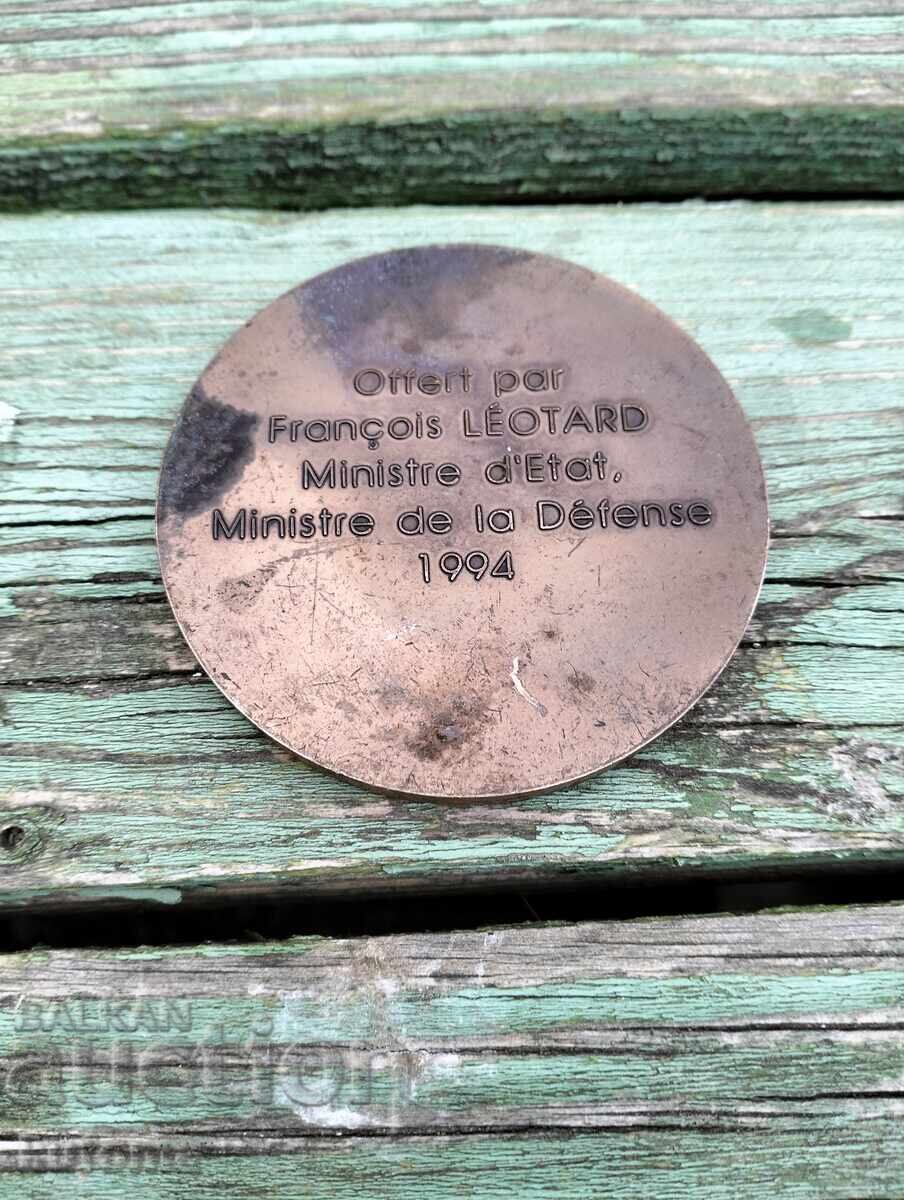 Offert par
François LÉOTARD
Ministre d'Etat,
Ministre de la Défense
1994
BALKAN
auction